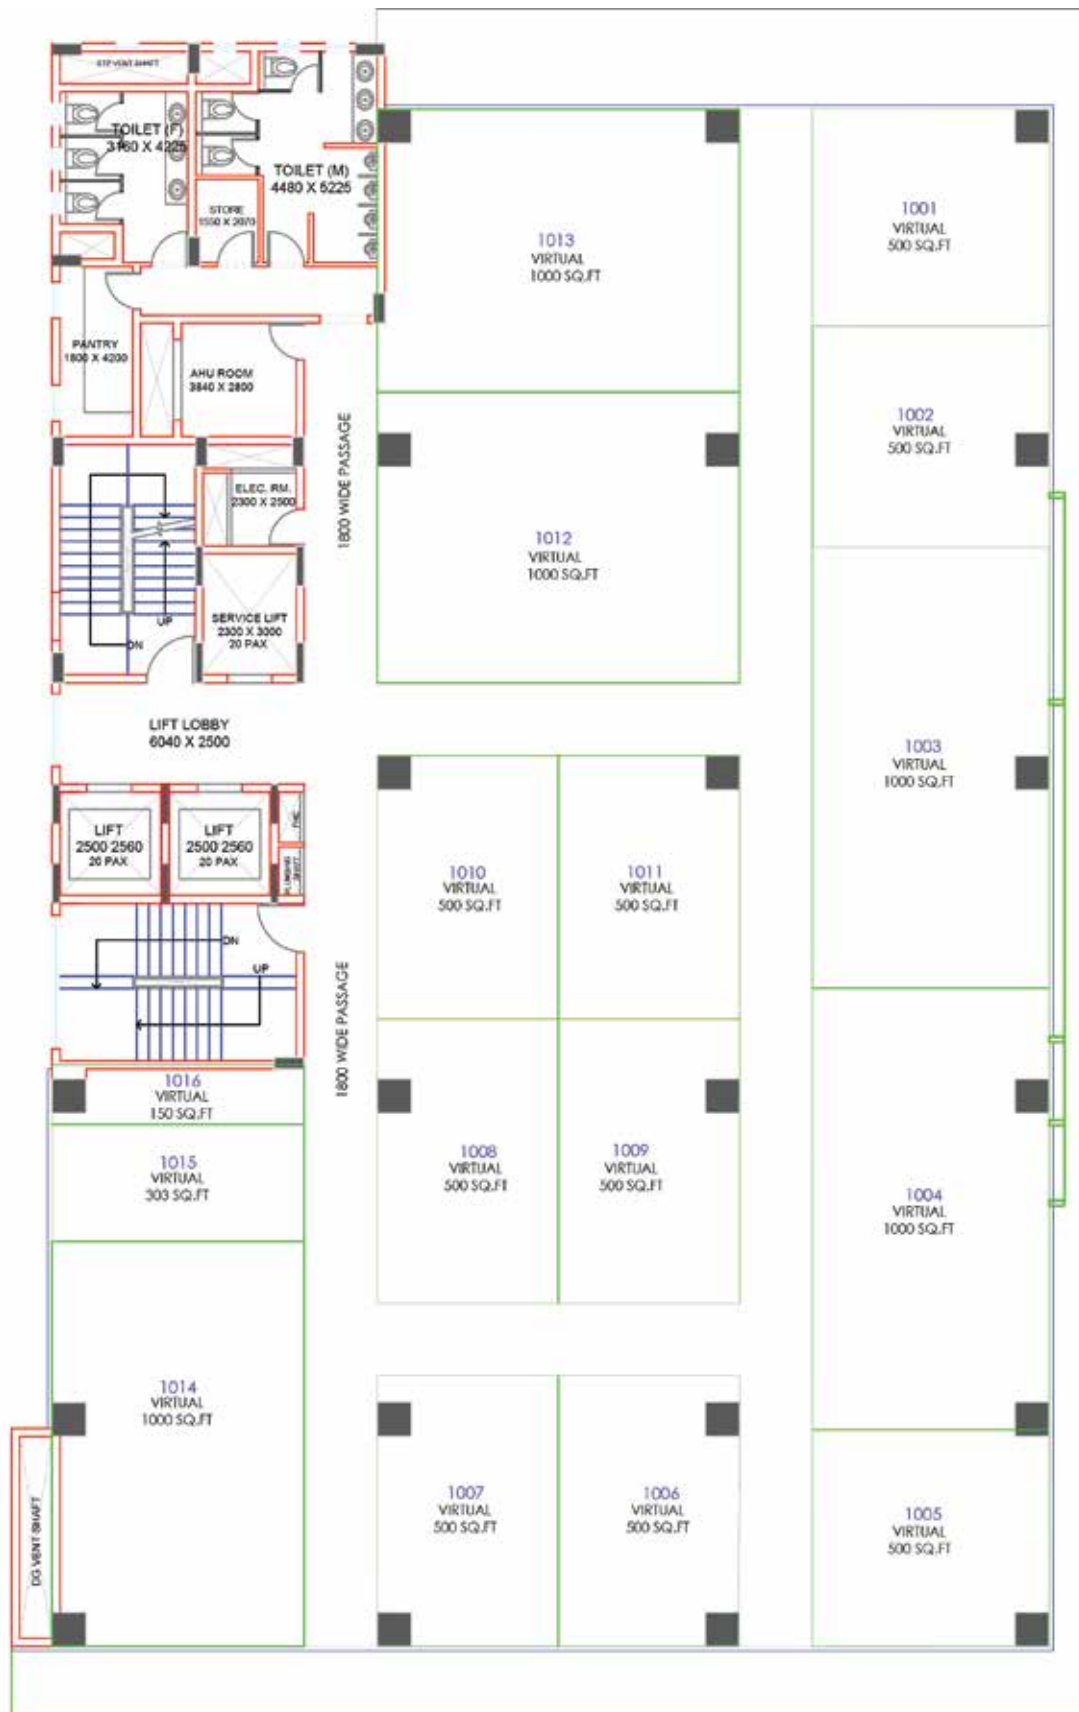 STP VENT SHAFT
TOILET (F)
3160 X 4225
TOILET (M)
4480 X 5225
STORE
1550 X 2070
PANTRY
1800 X 4200
AHU ROOM
3840 X 2800
ELEC. RM.
2300 X 2500
UP
DN
SERVICE LIFT
2300 X 3000
20 PAX
1800 WIDE PASSAGE
LIFT LOBBY
6040 X 2500
LIFT
2500 2560
20 PAX
LIFT
2500 2560
20 PAX
PLUMBING
SHAFT
DN
UP
1800 WIDE PASSAGE
1013
VIRTUAL
1000 SQ.FT
1012
VIRTUAL
1000 SQ.FT
1001
VIRTUAL
500 SQ.FT
1002
VIRTUAL
500 SQ.FT
1003
VIRTUAL
1000 SQ.FT
1004
VIRTUAL
1000 SQ.FT
1005
VIRTUAL
500 SQ.FT
1010
VIRTUAL
500 SQ.FT
1011
VIRTUAL
500 SQ.FT
1008
VIRTUAL
500 SQ.FT
1009
VIRTUAL
500 SQ.FT
1007
VIRTUAL
500 SQ.FT
1006
VIRTUAL
500 SQ.FT
1016
VIRTUAL
150 SQ.FT
1015
VIRTUAL
303 SQ.FT
1014
VIRTUAL
1000 SQ.FT
DG VENT SHAFT